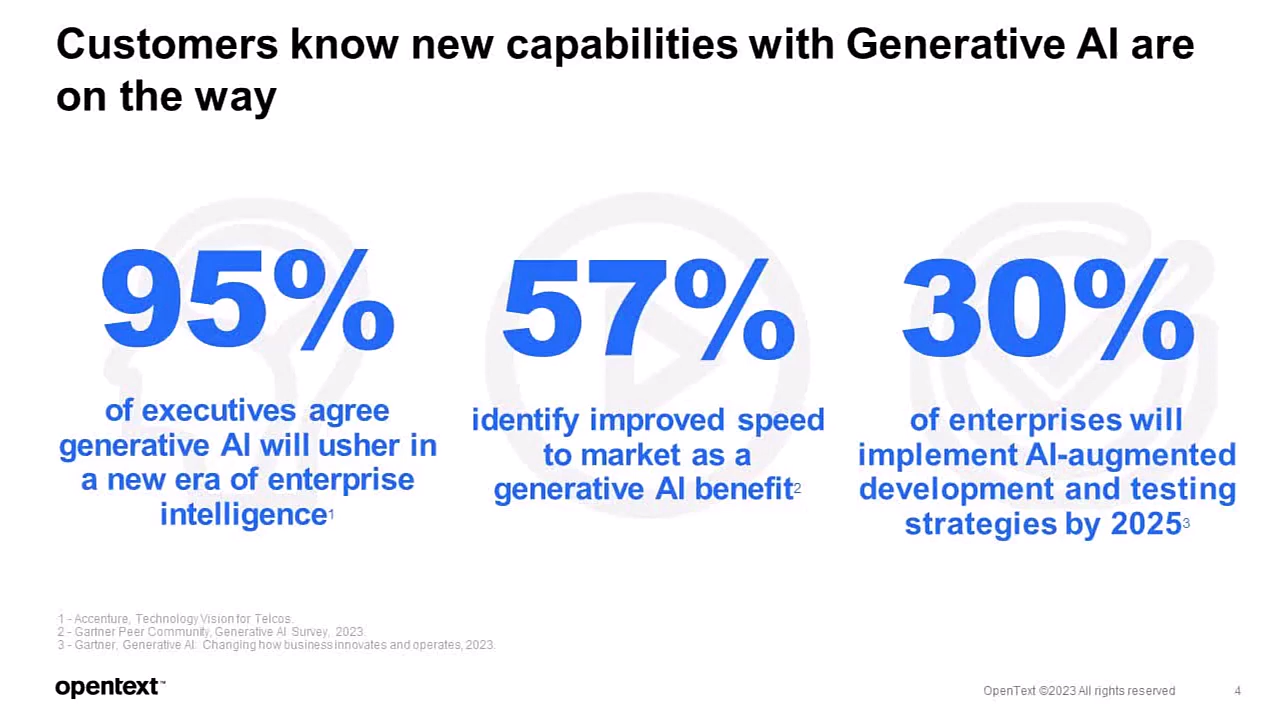 Customers know new capabilities with Generative AI are
on the way
95%
of executives agree
generative AI will usher in
a new era of enterprise
intelligence1
57%
identify improved speed
to market as a
generative AI benefit2
30%
of enterprises will
implement AI-augmented
development and testing
strategies by 20253
1 - Accenture, Technology Vision for Telcos.
2 - Gartner Peer Community, Generative AI Survey, 2023.
3 - Gartner, Generative AI: Changing how business innovates and operates, 2023.
opentext™
OpenText ©2023 All rights reserved
4